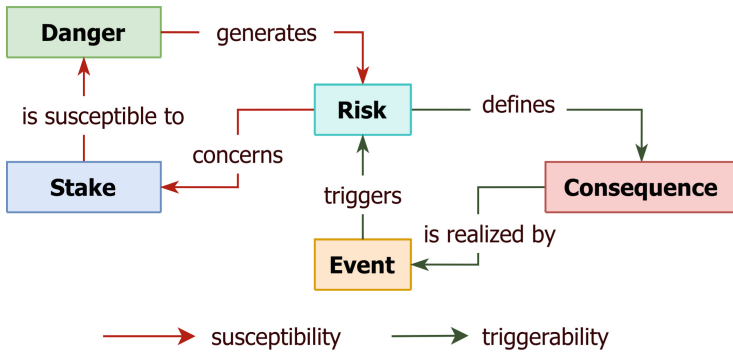 Danger
generates
is susceptible to
Risk
defines
concerns
Stake
triggers
Consequence
is realized by
Event
susceptibility
triggerability